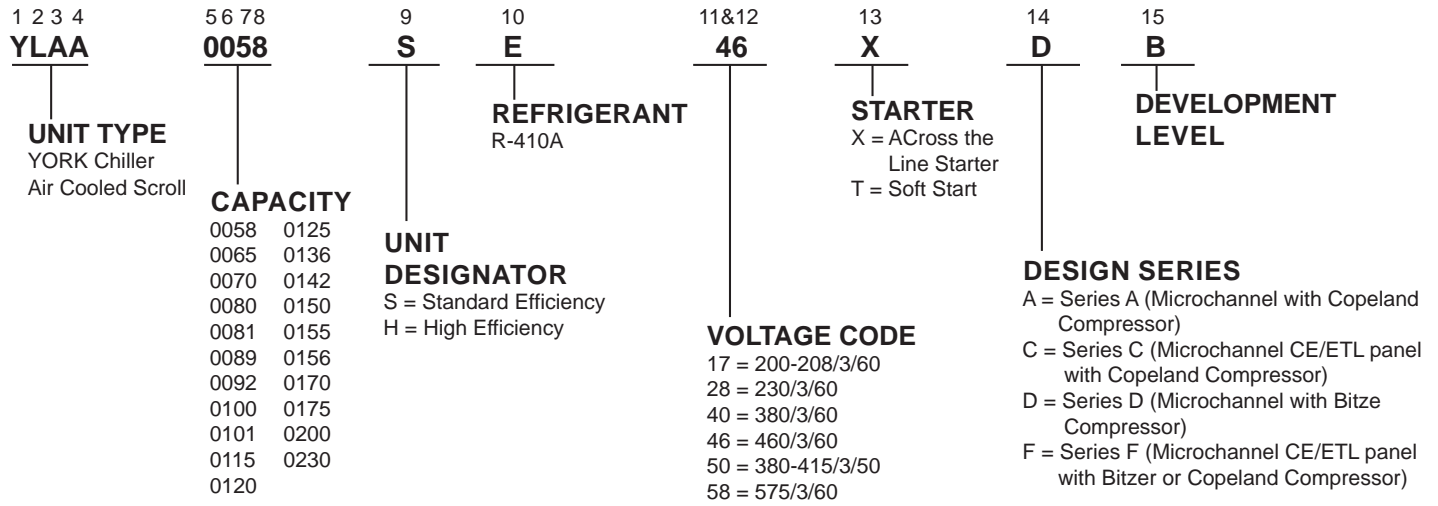 1 2 3 4
5 6 78
9
10
11&12
13
14
15
YLAA
0058
S
E
46
X
D
B
UNIT TYPE
YORK Chiller
Air Cooled Scroll
CAPACITY
0058 0125
0065 0136
0070 0142
0080 0150
0081 0155
0089 0156
0092 0170
0100 0175
0101 0200
0115 0230
0120
UNIT
DESIGNATOR
S = Standard Efficiency
H = High Efficiency
REFRIGERANT
R-410A
VOLTAGE CODE
17 = 200-208/3/60
28 = 230/3/60
40 = 380/3/60
46 = 460/3/60
50 = 380-415/3/50
58 = 575/3/60
STARTER
X = ACross the
Line Starter
T = Soft Start
DESIGN SERIES
A = Series A (Microchannel with Copeland
Compressor)
C = Series C (Microchannel CE/ETL panel
with Copeland Compressor)
D = Series D (Microchannel with Bitze
Compressor)
F = Series F (Microchannel CE/ETL panel
with Bitzer or Copeland Compressor)
DEVELOPMENT
LEVEL